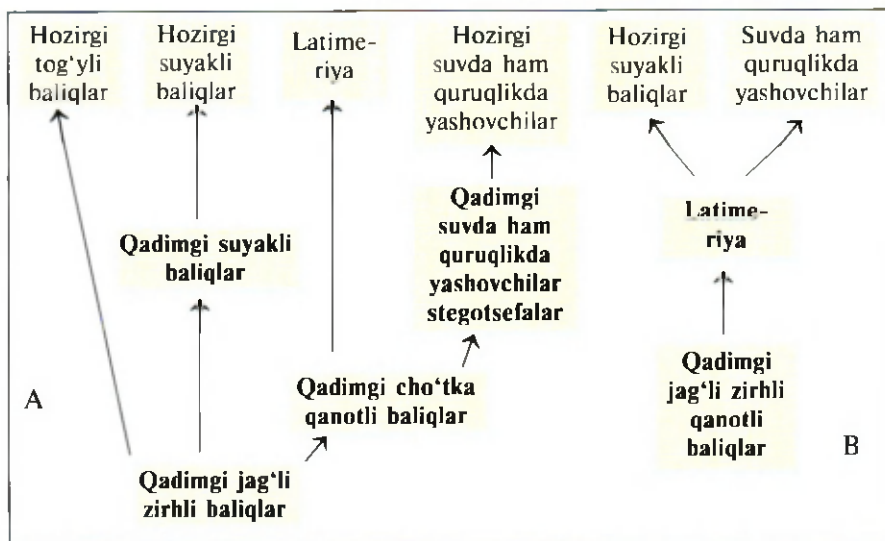 Hozirgi
tog‘yli
baliqlar
Hozirgi
suyakli
baliqlar
Latime-
riya
Hozirgi
suvda ham
quruqlikda
yashovchilar
Hozirgi
suyakli
baliqlar
Suvda ham
quruqlikda
yashovchilar
Qadimgi suyakli
baliqlar
Qadimgi
suvda ham
quruqlikda
yashovchilar
stegotsefalar
Latime-
riya
A
Qadimgi cho‘tka
qanotli baliqlar
Qadimgi
jag‘li zirhli
qanotli
baliqlar
B
Qadimgi jag‘li
zirhli baliqlar